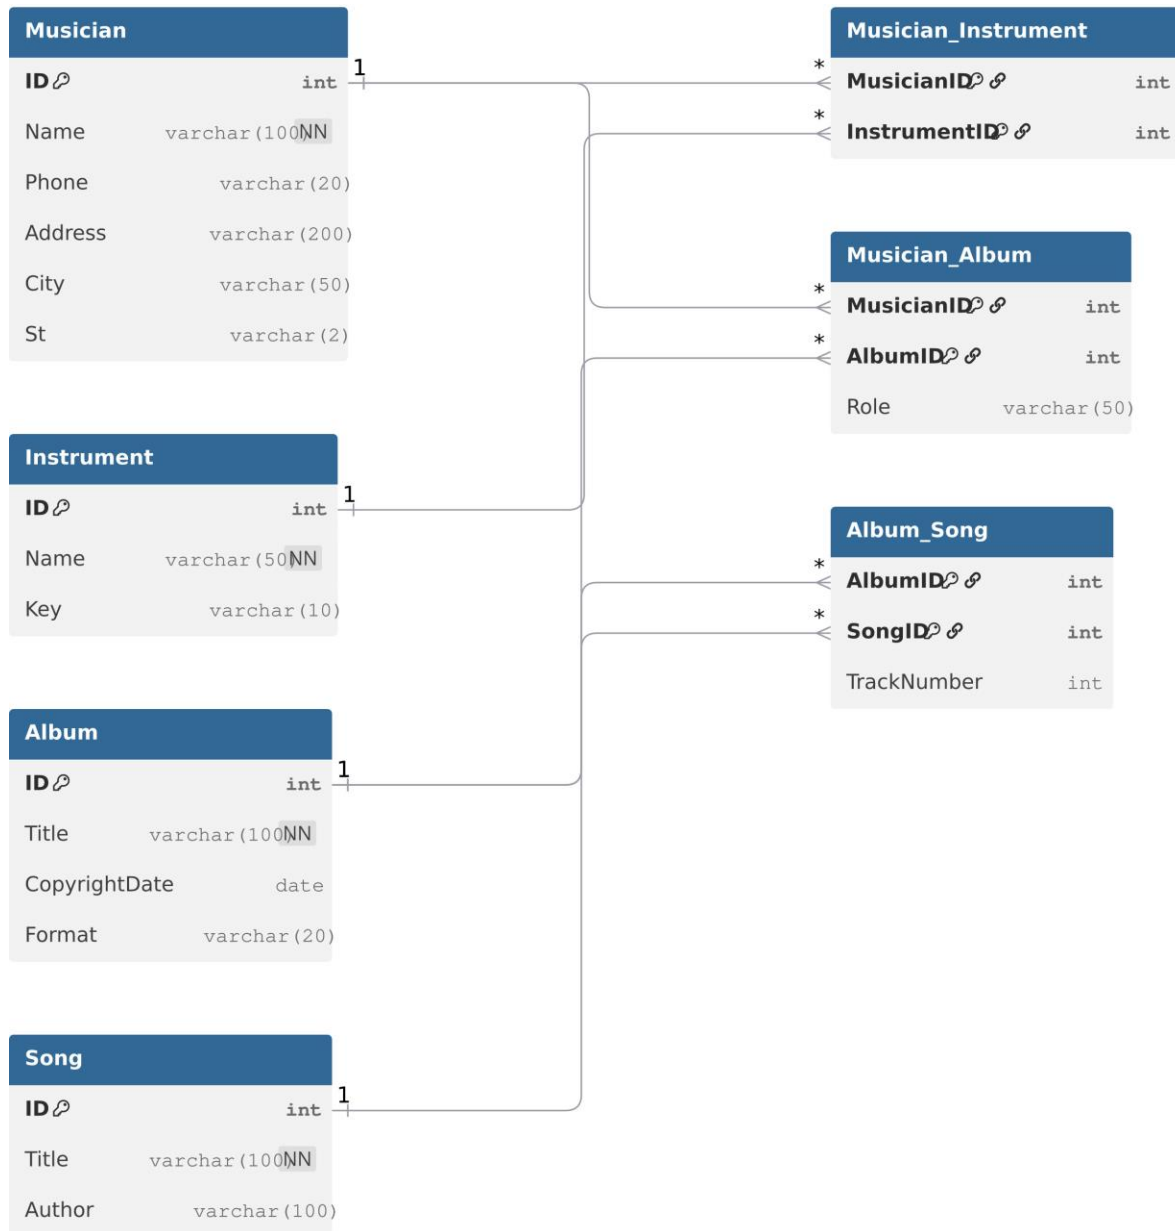 Musician
ID int
Name varchar(100) NN
Phone varchar(20)
Address varchar(200)
City varchar(50)
St varchar(2)
1
Instrument
ID int
Name varchar(50) NN
Key varchar(10)
1
Album
ID int
Title varchar(100) NN
CopyrightDate date
Format varchar(20)
1
Song
ID int
Title varchar(100) NN
Author varchar(100)
1
Musician_Instrument
* MusicianID int
* InstrumentID int
Musician_Album
* MusicianID int
* AlbumID int
Role varchar(50)
Album_Song
* AlbumID int
* SongID int
TrackNumber int